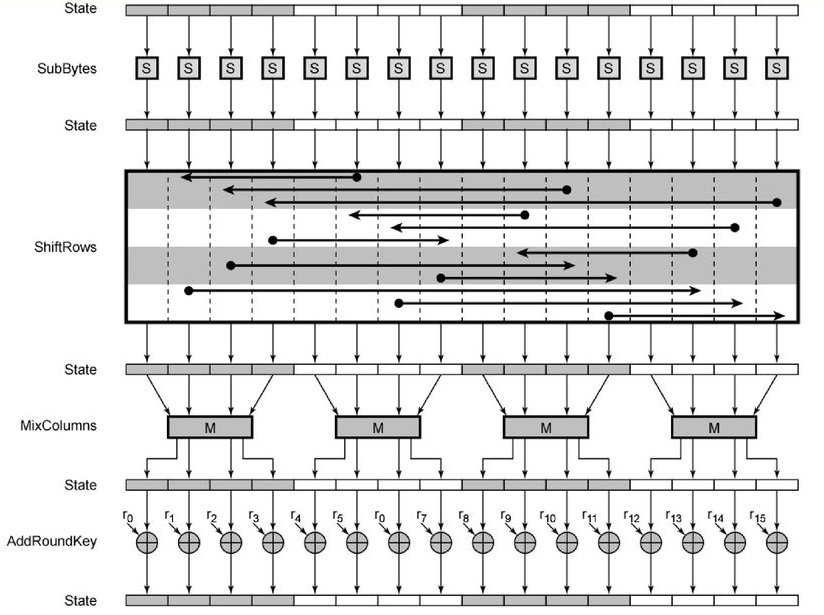 State
SubBytes S S S S S S S S S S S S S S S S
State
ShiftRows
State
MixColumns M M M M
State
r0 r1 r2 r3 r4 r5 r0 r7 r8 r9 r10 r11 r12 r13 r14 r15
AddRoundKey
State